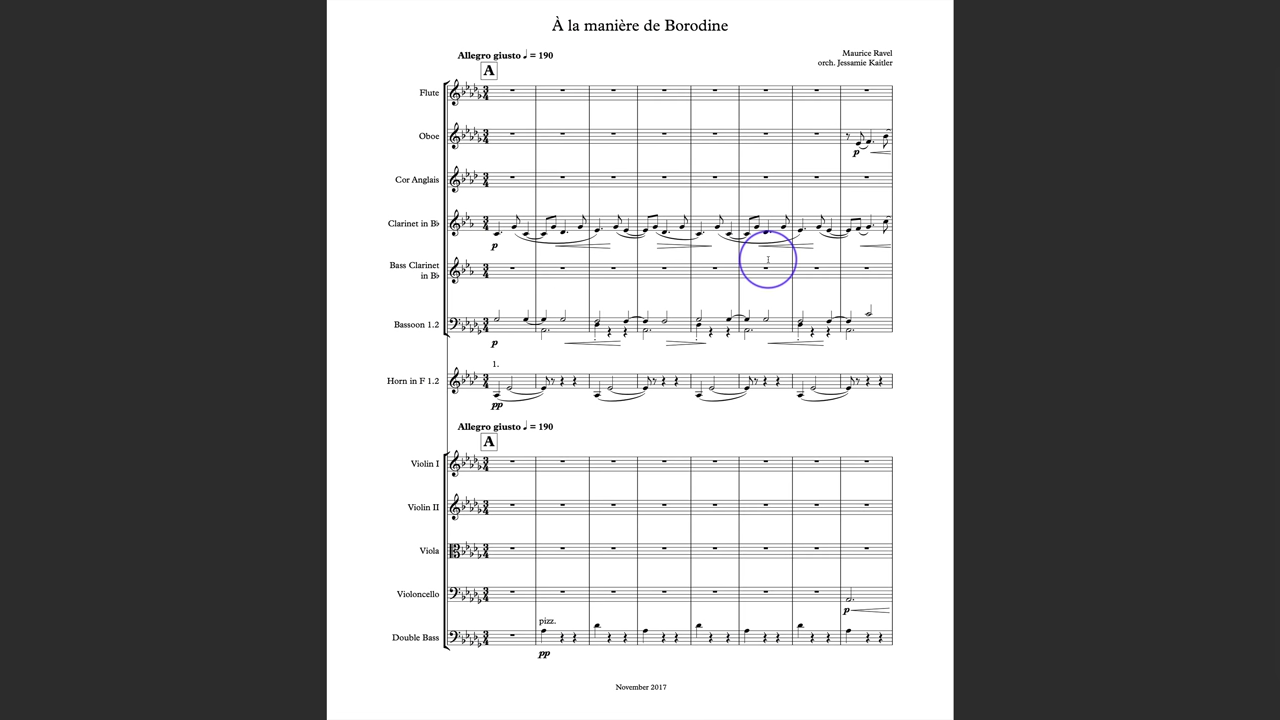 À la manière de Borodine
Allegro giusto ♩ = 190
Maurice Ravel
orch. Jessamie Kaitler
A
Flute
Oboe
p
Cor Anglais
Clarinet in B♭
p
Bass Clarinet
in B♭
Bassoon 1.2
p
1.
Horn in F 1.2
pp
Allegro giusto ♩ = 190
A
Violin I
Violin II
Viola
Violoncello
p
pizz.
Double Bass
pp
November 2017